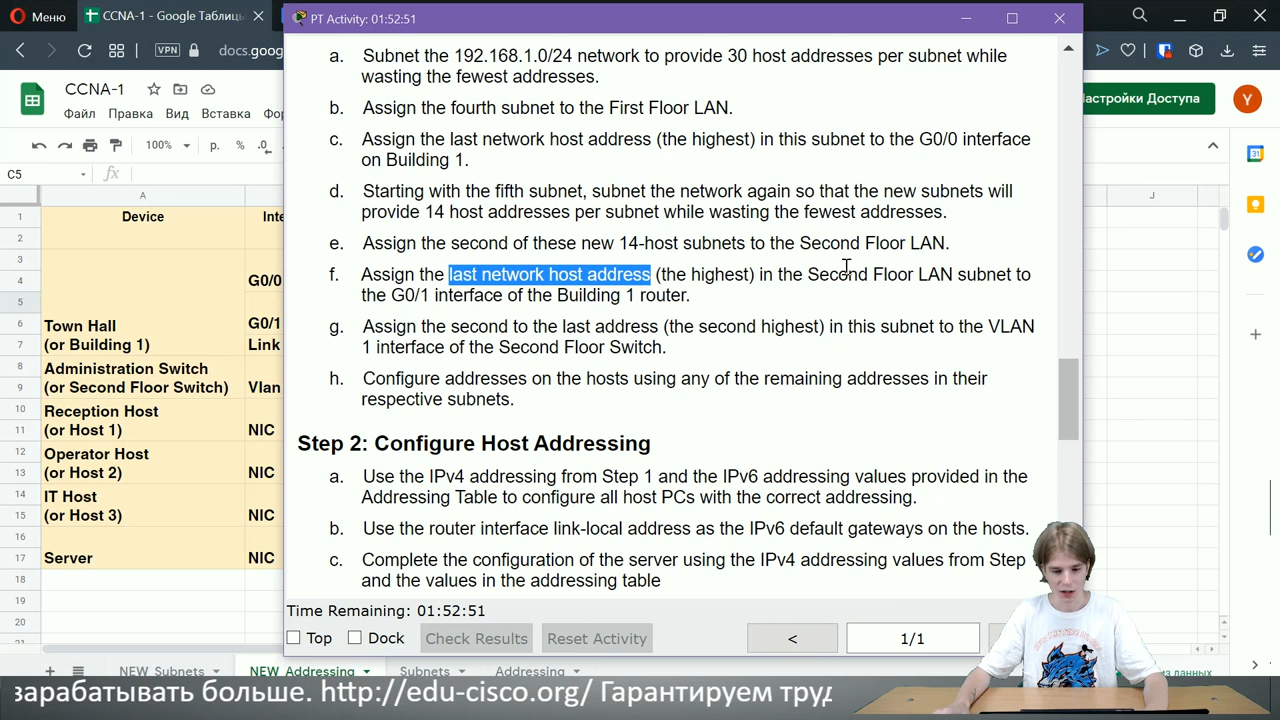 Меню
CCNA-1 - Google Таблицы
PT Activity: 01:52:51
VPN
docs.goog
CCNA-1
Файл Правка Вид Вставка Фор
Настройки Доступа
100% р. % .0
C5
fx
A
J
1
Device
Inte
2
3
4
G0/0
5
6
Town Hall
G0/1
7
(or Building 1)
Link
8
Administration Switch
9
(or Second Floor Switch)
Vlan
10
Reception Host
11
(or Host 1)
NIC
12
Operator Host
13
(or Host 2)
NIC
14
IT Host
15
(or Host 3)
NIC
16
17
Server
NIC
18
19
20
a. Subnet the 192.168.1.0/24 network to provide 30 host addresses per subnet while
wasting the fewest addresses.
b. Assign the fourth subnet to the First Floor LAN.
c. Assign the last network host address (the highest) in this subnet to the G0/0 interface
on Building 1.
d. Starting with the fifth subnet, subnet the network again so that the new subnets will
provide 14 host addresses per subnet while wasting the fewest addresses.
e. Assign the second of these new 14-host subnets to the Second Floor LAN.
f. Assign the last network host address (the highest) in the Second Floor LAN subnet to
the G0/1 interface of the Building 1 router.
g. Assign the second to the last address (the second highest) in this subnet to the VLAN
1 interface of the Second Floor Switch.
h. Configure addresses on the hosts using any of the remaining addresses in their
respective subnets.
Step 2: Configure Host Addressing
a. Use the IPv4 addressing from Step 1 and the IPv6 addressing values provided in the
Addressing Table to configure all host PCs with the correct addressing.
b. Use the router interface link-local address as the IPv6 default gateways on the hosts.
c. Complete the configuration of the server using the IPv4 addressing values from Step
and the values in the addressing table
Time Remaining: 01:52:51
Top Dock Check Results Reset Activity < 1/1
NEW Subnets NEW Addressing Subnets Addressing
из данных
зарабатывать больше. http://edu-cisco.org/ Гарантируем труд